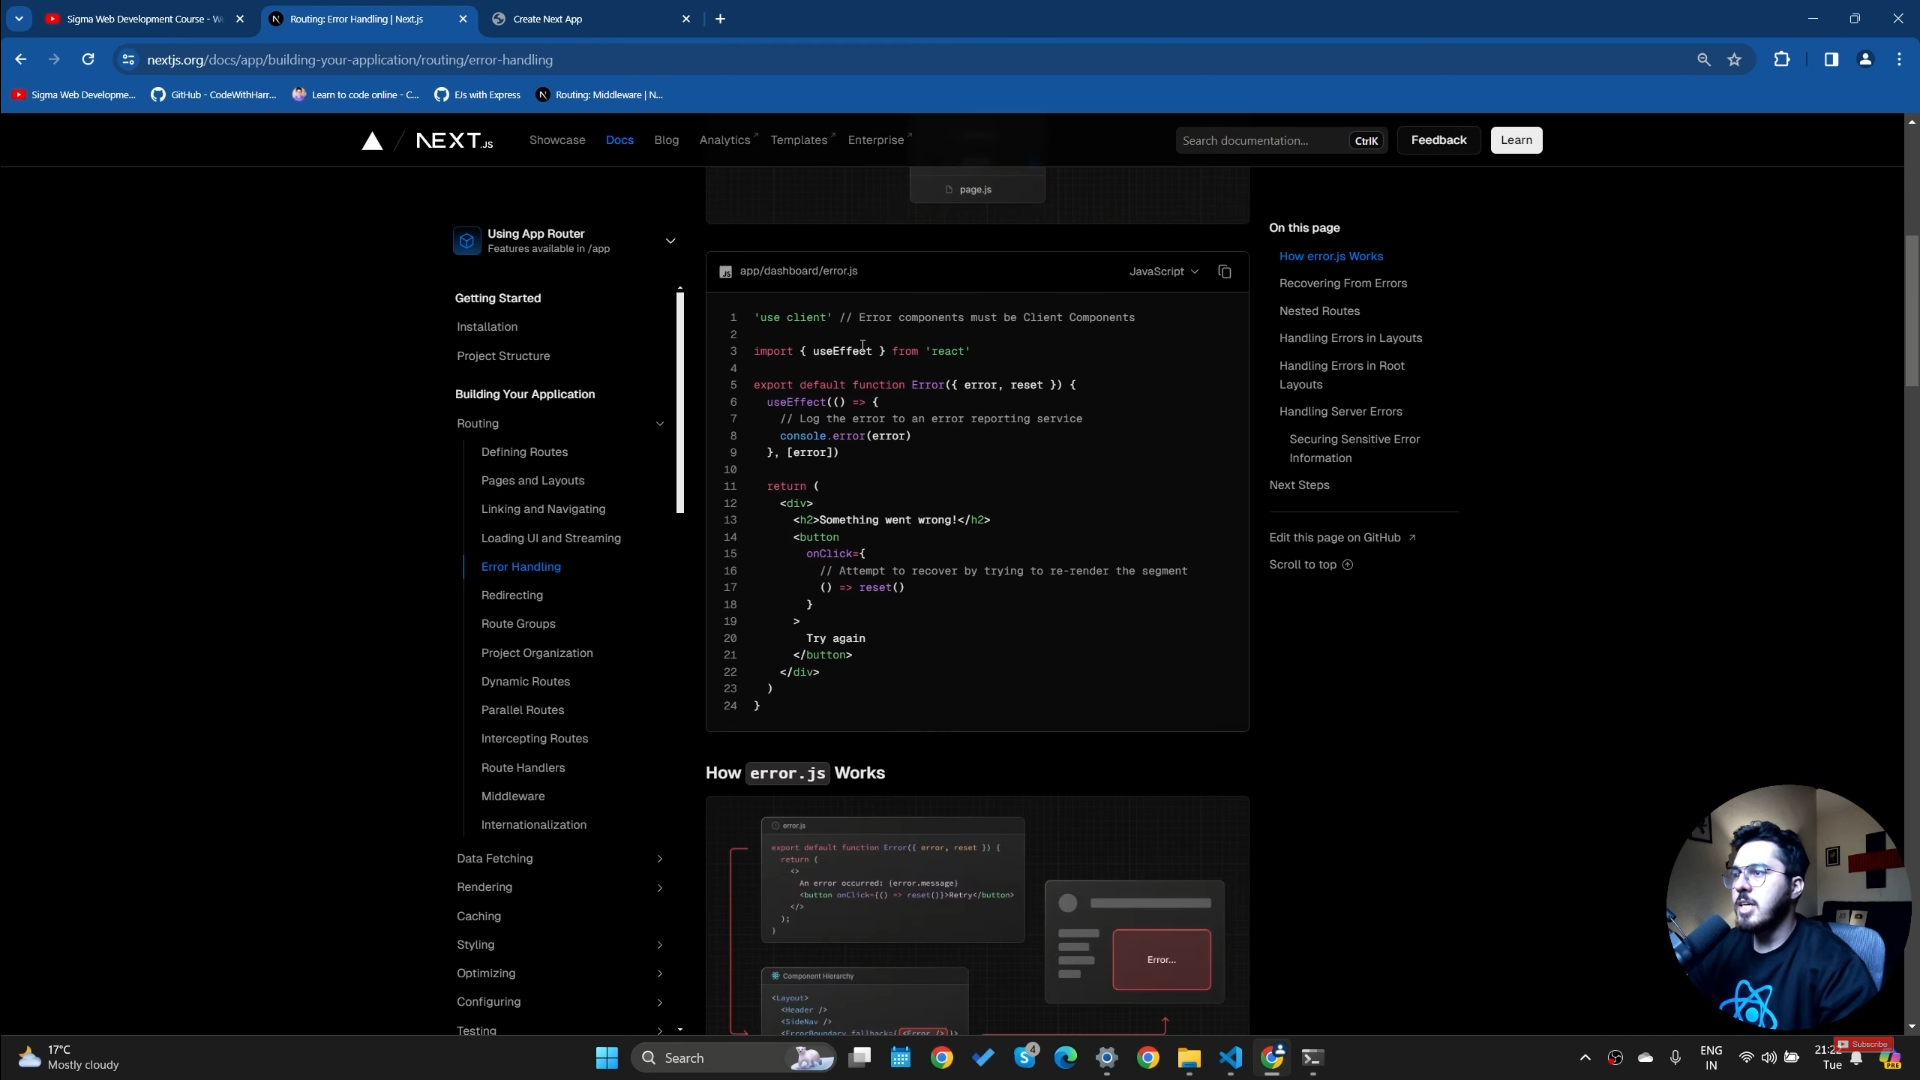 Sigma Web Development Course - W
Routing: Error Handling | Next.js
Create Next App
nextjs.org/docs/app/building-your-application/routing/error-handling
Sigma Web Developme...
GitHub - CodeWithHarr...
Learn to code online - C...
EJs with Express
Routing: Middleware | N...
NEXT.JS
Showcase
Docs
Blog
Analytics
Templates
Enterprise
Search documentation...
CtrlK
Feedback
Learn
page.js
Using App Router
Features available in /app
Getting Started
Installation
Project Structure
Building Your Application
Routing
Defining Routes
Pages and Layouts
Linking and Navigating
Loading UI and Streaming
Error Handling
Redirecting
Route Groups
Project Organization
Dynamic Routes
Parallel Routes
Intercepting Routes
Route Handlers
Middleware
Internationalization
Data Fetching
Rendering
Caching
Styling
Optimizing
Configuring
Testing
JS app/dashboard/error.js
JavaScript
1 'use client' // Error components must be Client Components
2
3 import { useEffect } from 'react'
4
5 export default function Error({ error, reset }) {
6 useEffect(() => {
7 // Log the error to an error reporting service
8 console.error(error)
9 }, [error])
10
11 return (
12 <div>
13 <h2>Something went wrong!</h2>
14 <button
15 onClick={
16 // Attempt to recover by trying to re-render the segment
17 () => reset()
18 }
19 >
20 Try again
21 </button>
22 </div>
23 )
24 }
How error.js Works
error.js
export default function Error({ error, reset }) {
return (
<>
An error occurred: {error.message}
<button onClick={() => reset()}>Retry</button>
</>
);
}
Component Hierarchy
<Layout>
<Header />
<SideNav />
<ErrorBoundary fallback={<Error />}>
Error...
On this page
How error.js Works
Recovering From Errors
Nested Routes
Handling Errors in Layouts
Handling Errors in Root
Layouts
Handling Server Errors
Securing Sensitive Error
Information
Next Steps
Edit this page on GitHub
Scroll to top
17°C
Mostly cloudy
Search
4
ENG
IN
21:22
Tue
Subscribe
PRE